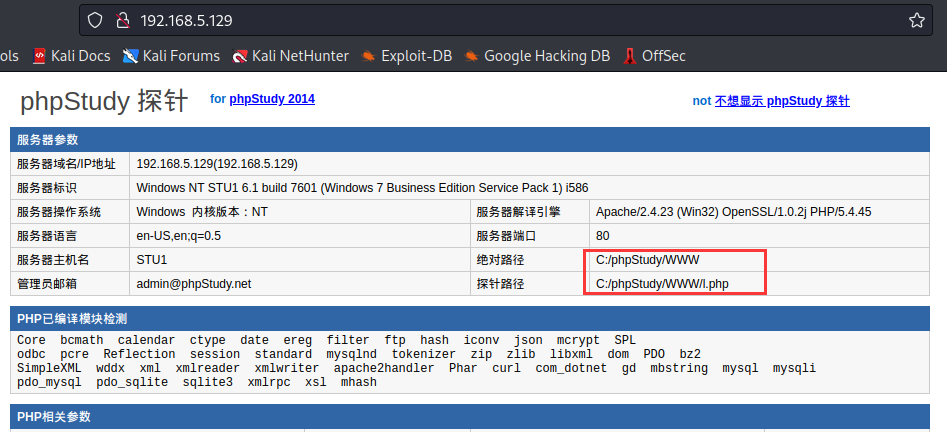 192.168.5.129
ols Kali Docs Kali Forums Kali NetHunter Exploit-DB Google Hacking DB OffSec
phpStudy 探针 for phpStudy 2014 not 不想显示 phpStudy 探针
服务器参数
服务器域名/IP地址 192.168.5.129(192.168.5.129)
服务器标识 Windows NT STU1 6.1 build 7601 (Windows 7 Business Edition Service Pack 1) i586
服务器操作系统 Windows 内核版本：NT 服务器解译引擎 Apache/2.4.23 (Win32) OpenSSL/1.0.2j PHP/5.4.45
服务器语言 en-US,en;q=0.5 服务器端口 80
服务器主机名 STU1 绝对路径 C:/phpStudy/WWW
管理员邮箱 admin@phpStudy.net 探针路径 C:/phpStudy/WWW/l.php
PHP已编译模块检测
Core bcmath calendar ctype date ereg filter ftp hash iconv json mcrypt SPL
odbc pcre Reflection session standard mysqlnd tokenizer zip zlib libxml dom PDO bz2
SimpleXML wddx xml xmlreader xmlwriter apache2handler Phar curl com_dotnet gd mbstring mysql mysqli
pdo_mysql pdo_sqlite sqlite3 xmlrpc xsl mhash
PHP相关参数